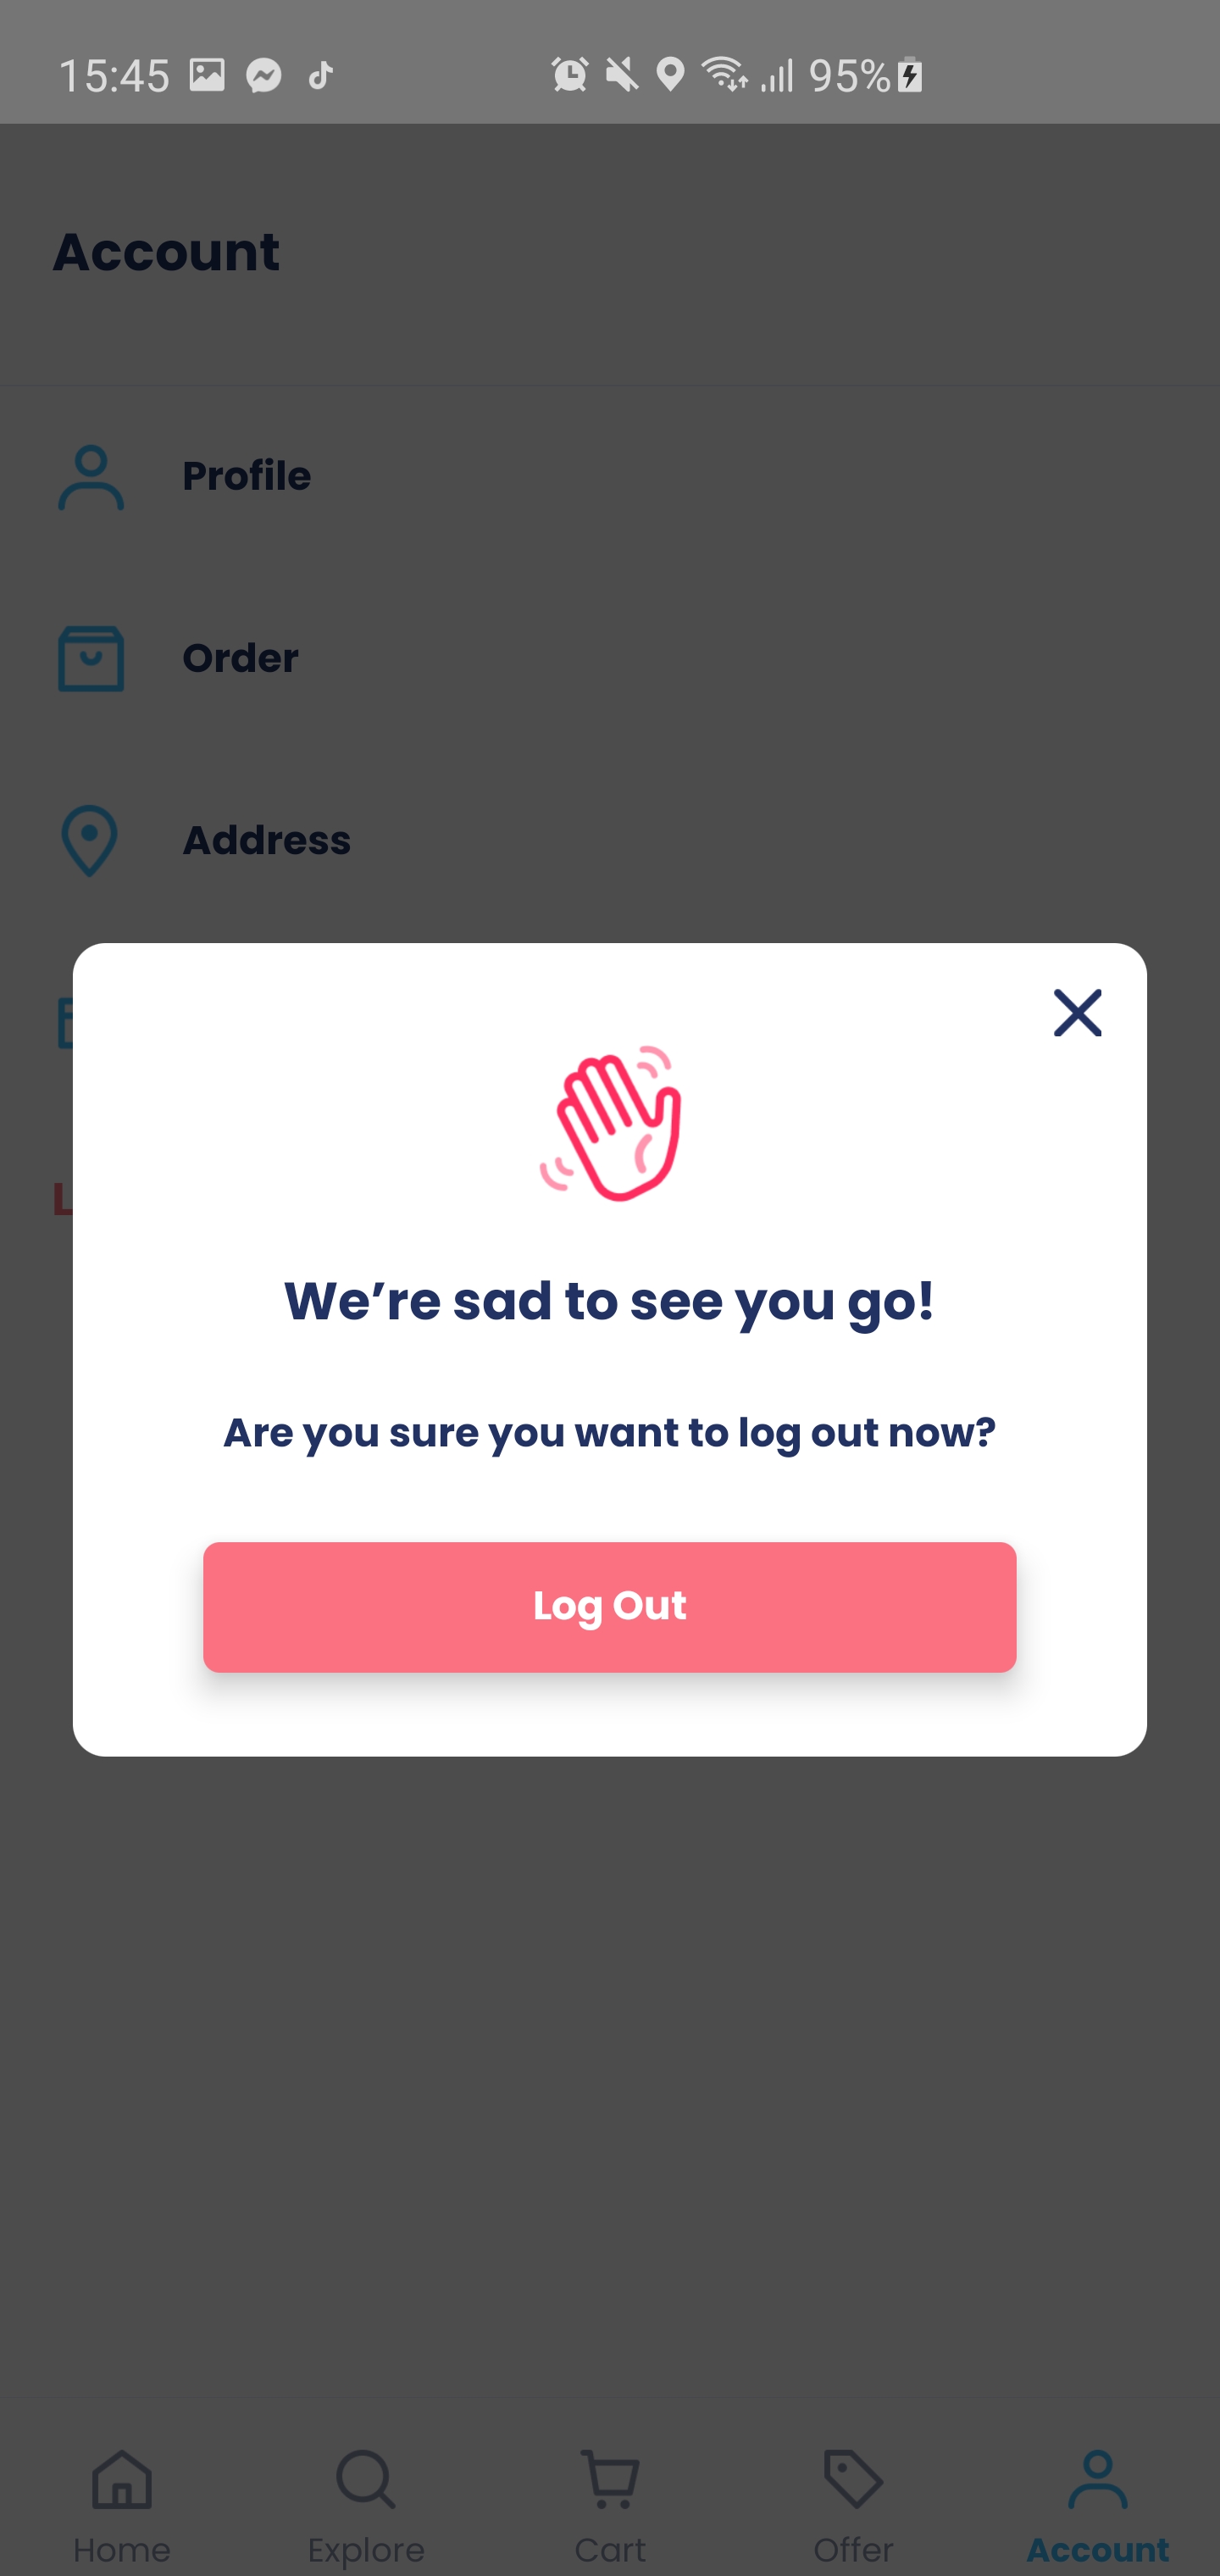 15:45 95%
Account
Profile
Order
Address
We’re sad to see you go!
Are you sure you want to log out now?
Log Out
Home Explore Cart Offer Account